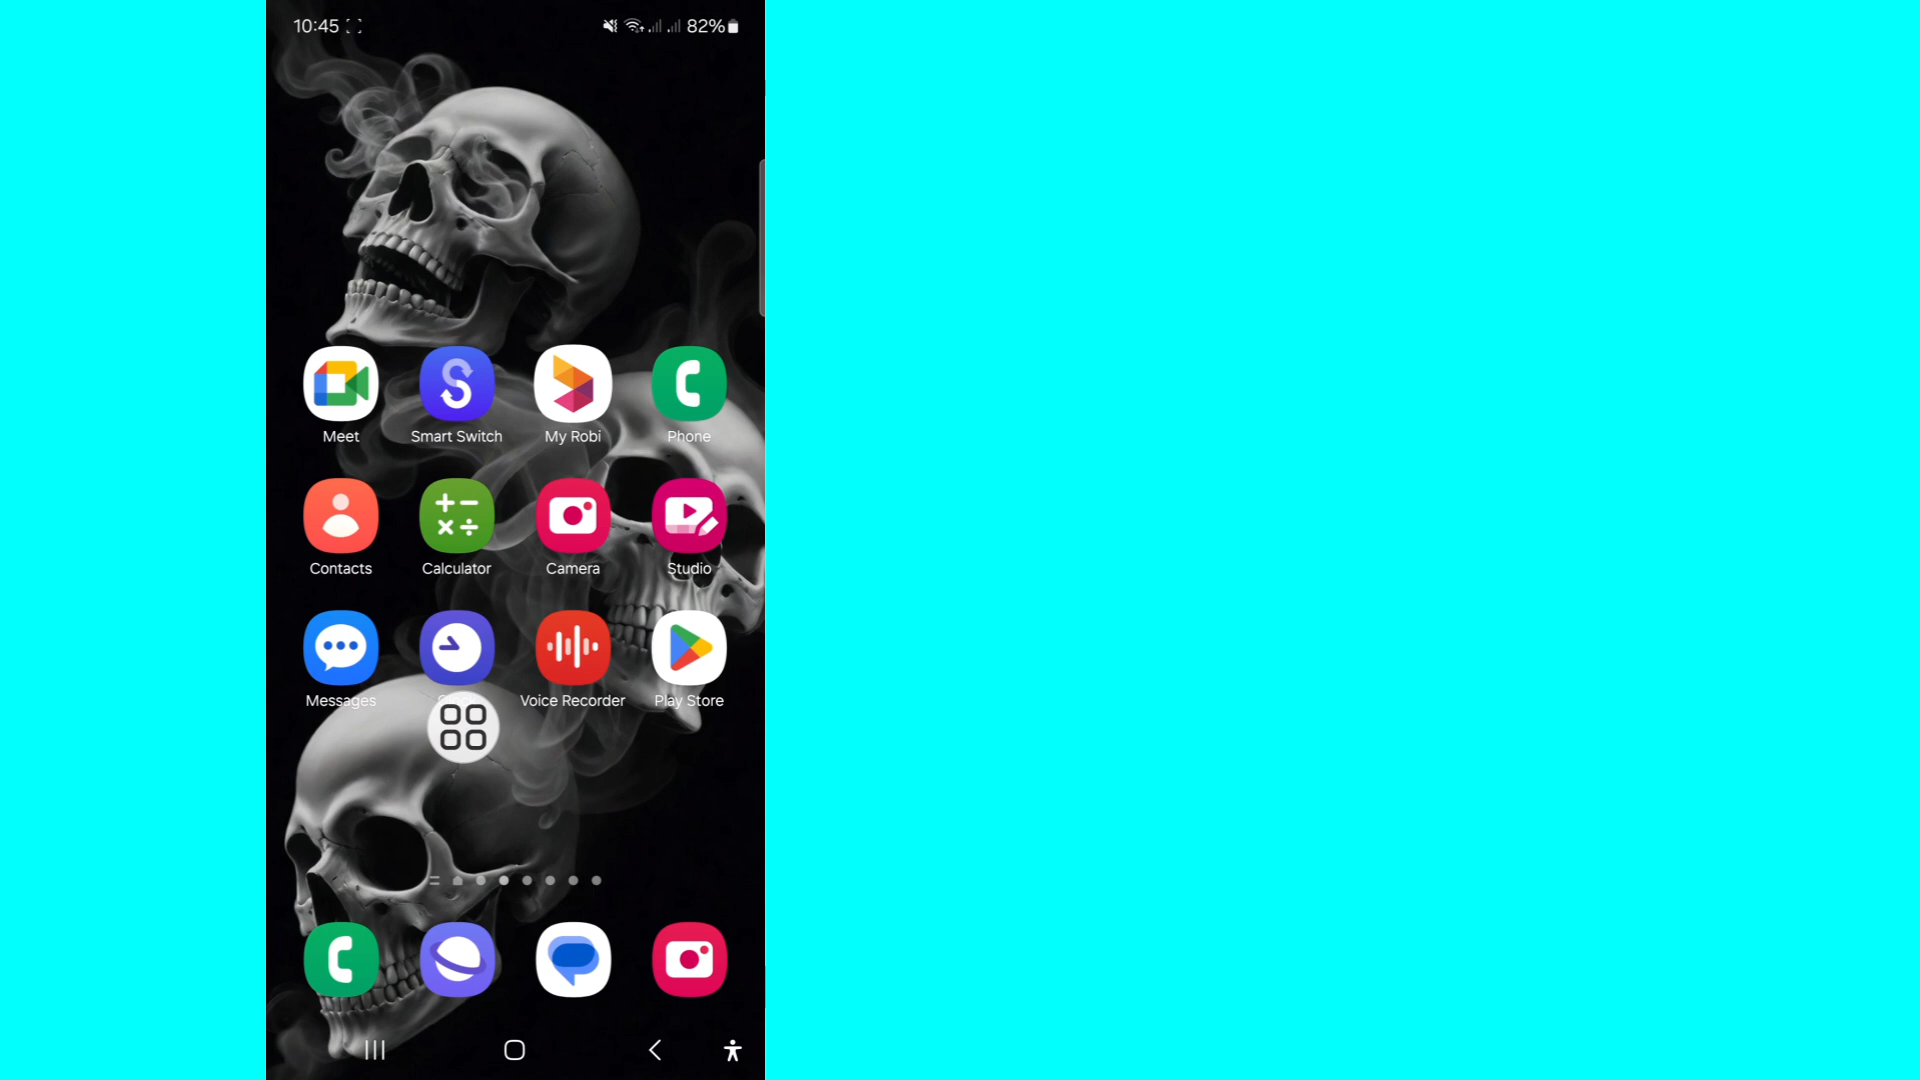 10:45 82%
Meet Smart Switch My Robi Phone
Contacts Calculator Camera Studio
Messages Voice Recorder Play Store